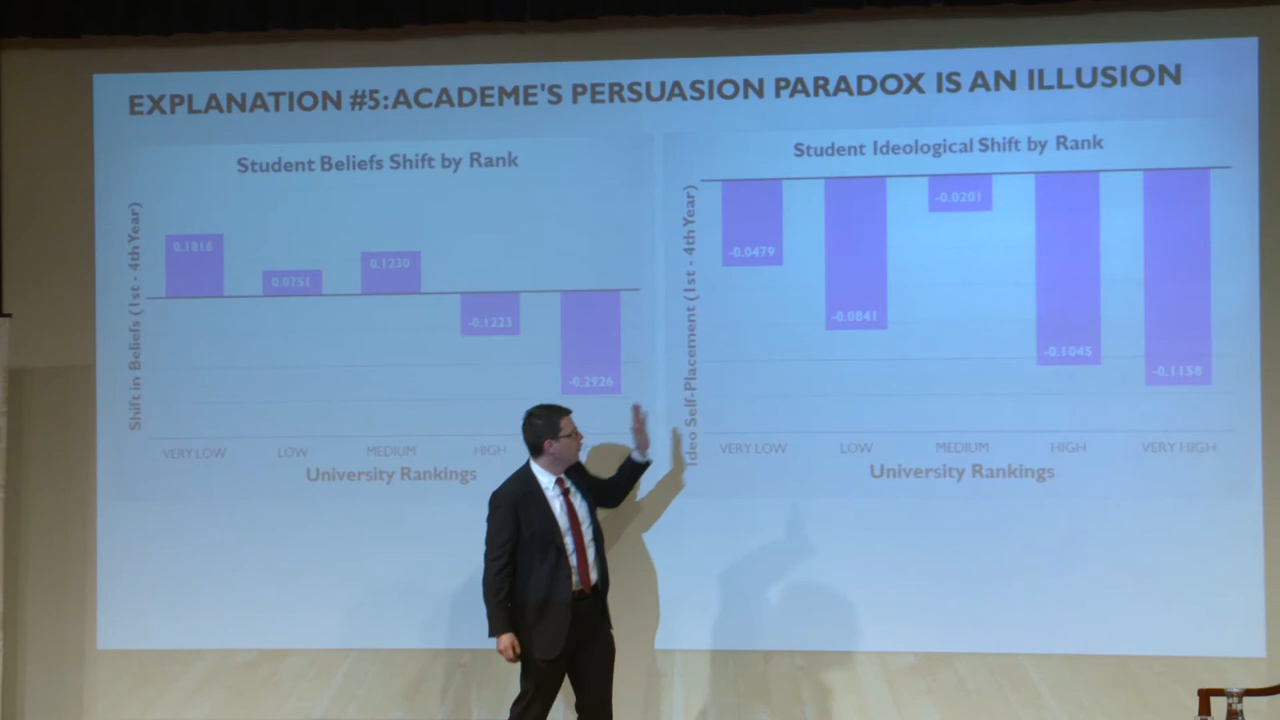 EXPLANATION #5: ACADEME'S PERSUASION PARADOX IS AN ILLUSION
Student Beliefs Shift by Rank
Shift in Beliefs (1st - 4th Year)
0.1816
0.0751
0.1230
-0.1223
-0.2926
VERY LOW
LOW
MEDIUM
HIGH
University Rankings
Student Ideological Shift by Rank
Ideo Self-Placement (1st - 4th Year)
-0.0479
-0.0841
-0.0201
-0.1045
-0.1158
VERY LOW
LOW
MEDIUM
HIGH
VERY HIGH
University Rankings